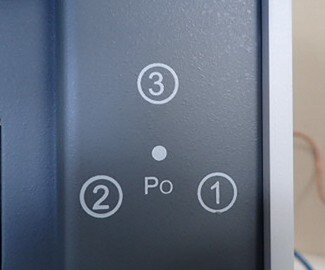 ③
② Po ①